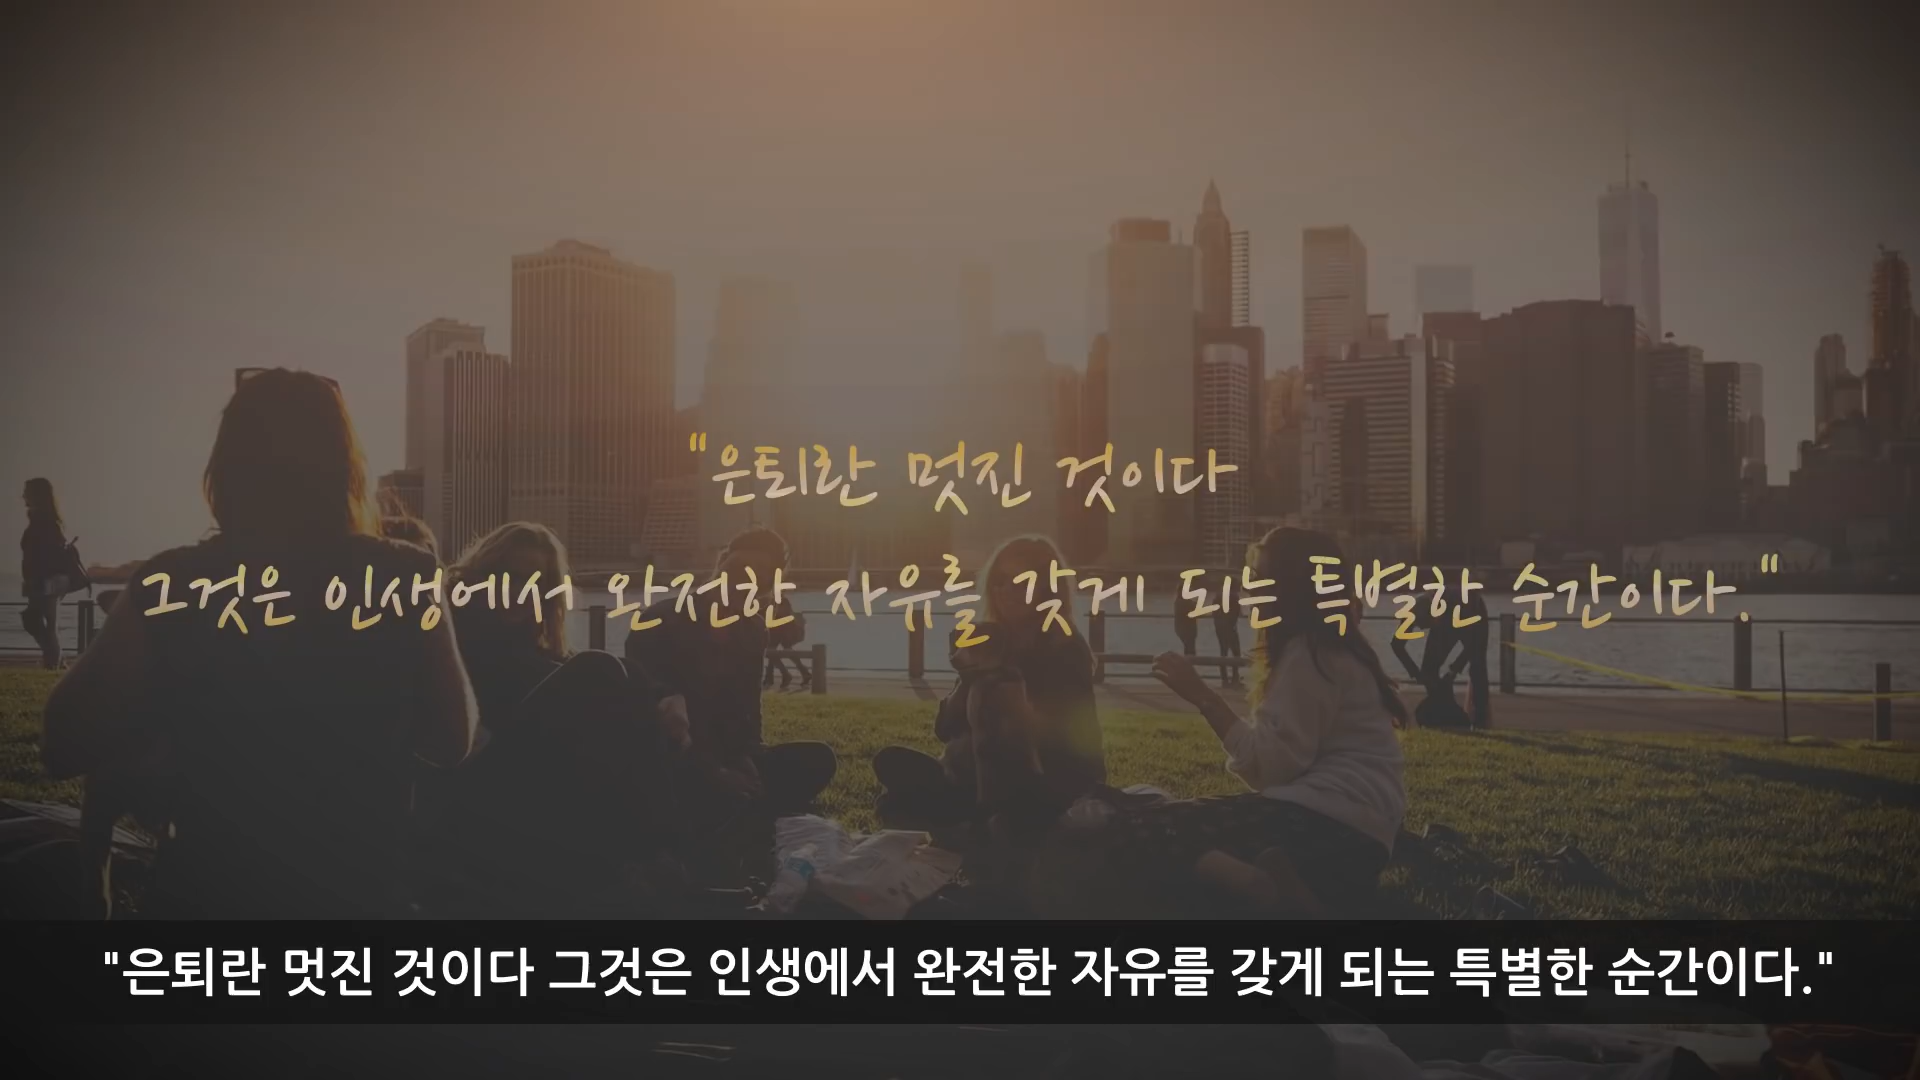 "은퇴란 멋진 것이다
그것은 인생에서 완전한 자유를 갖게 되는 특별한 순간이다."
"은퇴란 멋진 것이다 그것은 인생에서 완전한 자유를 갖게 되는 특별한 순간이다."